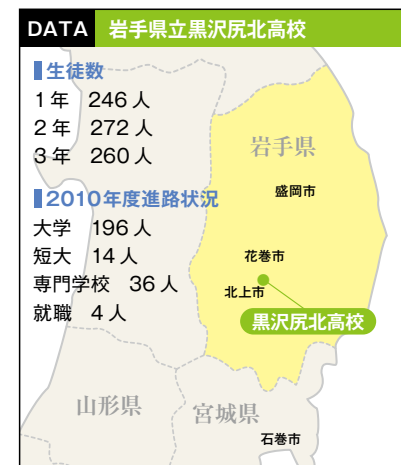 DATA 岩手県立黒沢尻北高校
生徒数
1年 246人
2年 272人
3年 260人
2010年度進路状況
大学 196人
短大 14人
専門学校 36人
就職 4人
岩手県
盛岡市
花巻市
北上市
黒沢尻北高校
山形県
宮城県
石巻市